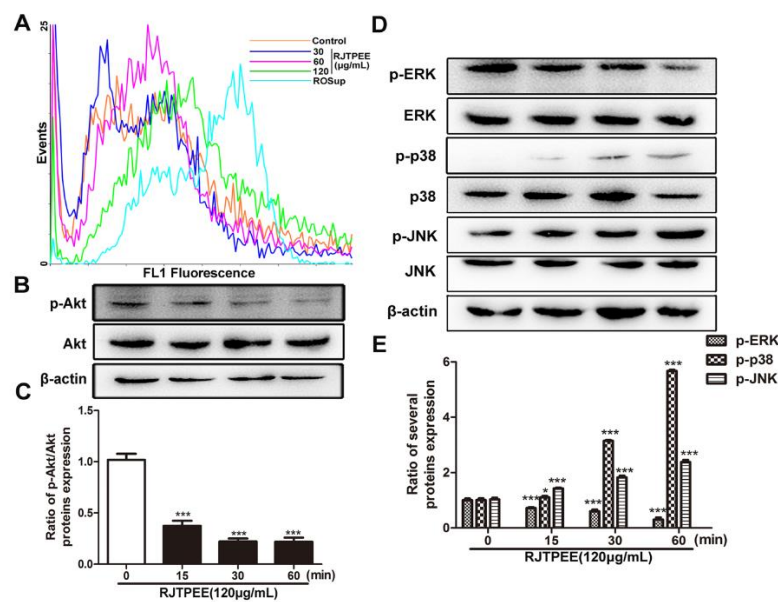 A
25
Events
0
FL1 Fluorescence
Control
30
60
120
RJTPEE
(μg/mL)
ROSup
B
p-Akt
Akt
β-actin
C
Ratio of p-Akt/Akt
proteins expression
1.5
1.0
0.5
0.0
***
***
***
0 15 30 60 (min)
RJTPEE(120μg/mL)
D
p-ERK
ERK
p-p38
p38
p-JNK
JNK
β-actin
E
p-ERK
p-p38
p-JNK
Ratio of several
proteins expression
6
4
2
0
*** * ***
*** *** ***
*** *** ***
0 15 30 60 (min)
RJTPEE(120μg/mL)